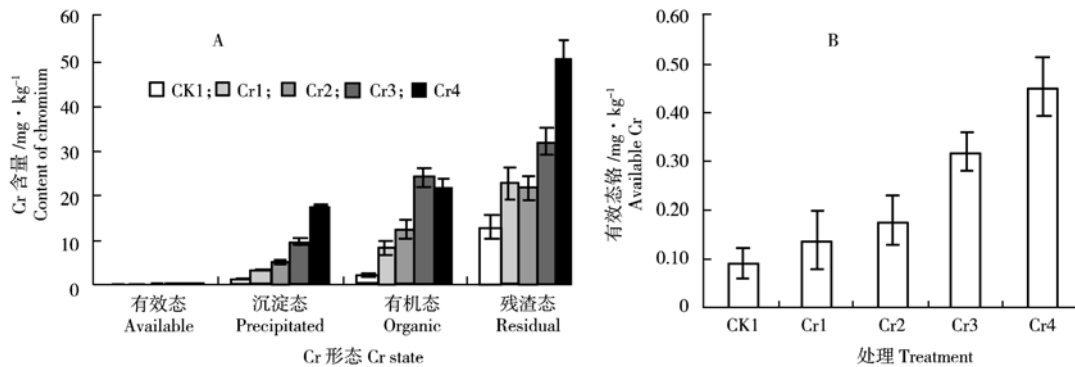 A
CK1; Cr1; Cr2; Cr3; Cr4
Cr 含量 /mg·kg⁻¹
Content of chromium
60
50
40
30
20
10
0
有效态 沉淀态 有机态 残渣态
Available Precipitated Organic Residual
Cr 形态 Cr state
B
有效态铬 /mg·kg⁻¹
Available Cr
0.60
0.50
0.40
0.30
0.20
0.10
0.00
CK1 Cr1 Cr2 Cr3 Cr4
处理 Treatment